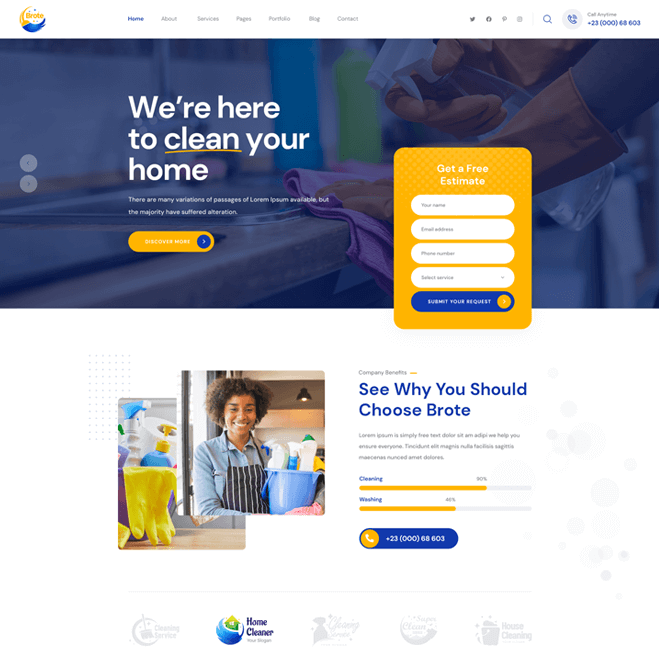 Brote
Home
About
Services
Pages
Portfolio
Blog
Contact
Call Anytime
+23 (000) 68 603
We're here
to clean your
home
There are many variations of passages of Lorem Ipsum available, but
the majority have suffered alteration.
DISCOVER MORE
Get a Free
Estimate
Your name
Email address
Phone number
Select service
SUBMIT YOUR REQUEST
Company Benefits
See Why You Should
Choose Brote
Lorem Ipsum is simply free text dolor sit am adipi we help you
ensure everyone. Tincidunt elit magnis nulla facilisis sagittis
maecenas nunced amet dolores.
Cleaning
90%
Washing
46%
+23 (000) 68 603
Cleaning
Service
Home
Cleaner
Your Slogan
House
Cleaning